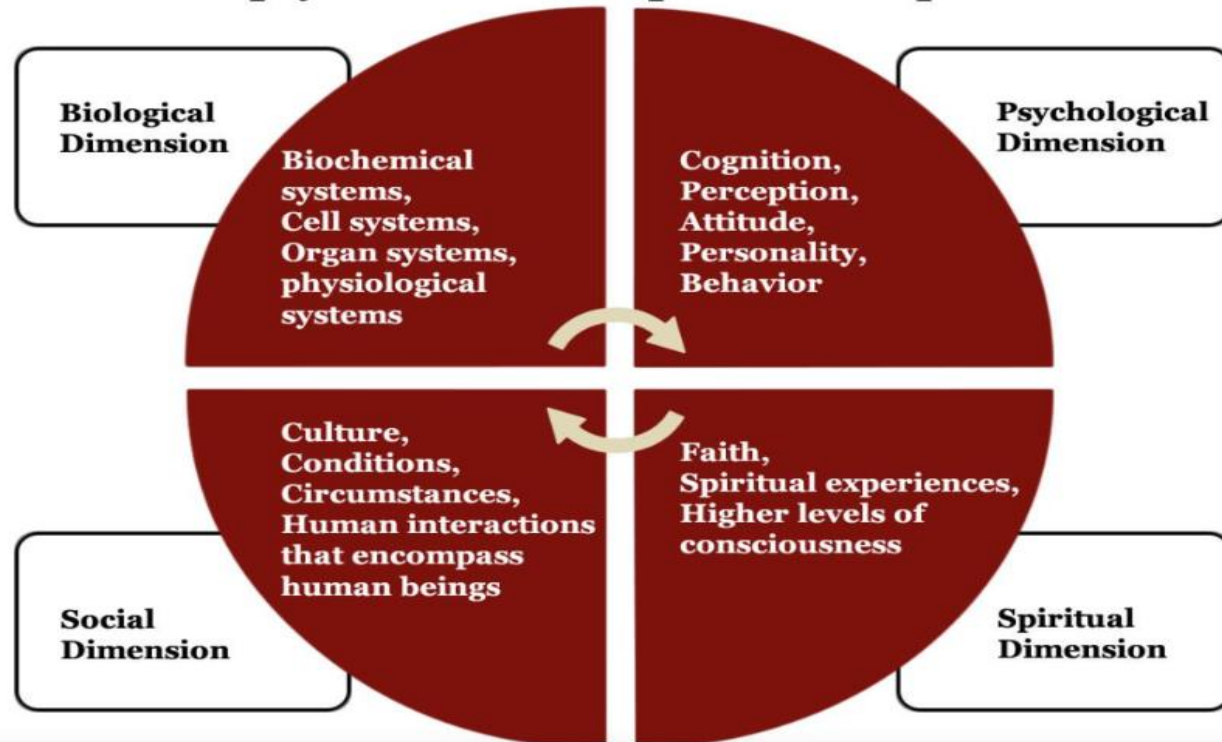 Biological
Dimension
Biochemical
systems,
Cell systems,
Organ systems,
physiological
systems
Psychological
Dimension
Cognition,
Perception,
Attitude,
Personality,
Behavior
Social
Dimension
Culture,
Conditions,
Circumstances,
Human interactions
that encompass
human beings
Spiritual
Dimension
Faith,
Spiritual experiences,
Higher levels of
consciousness